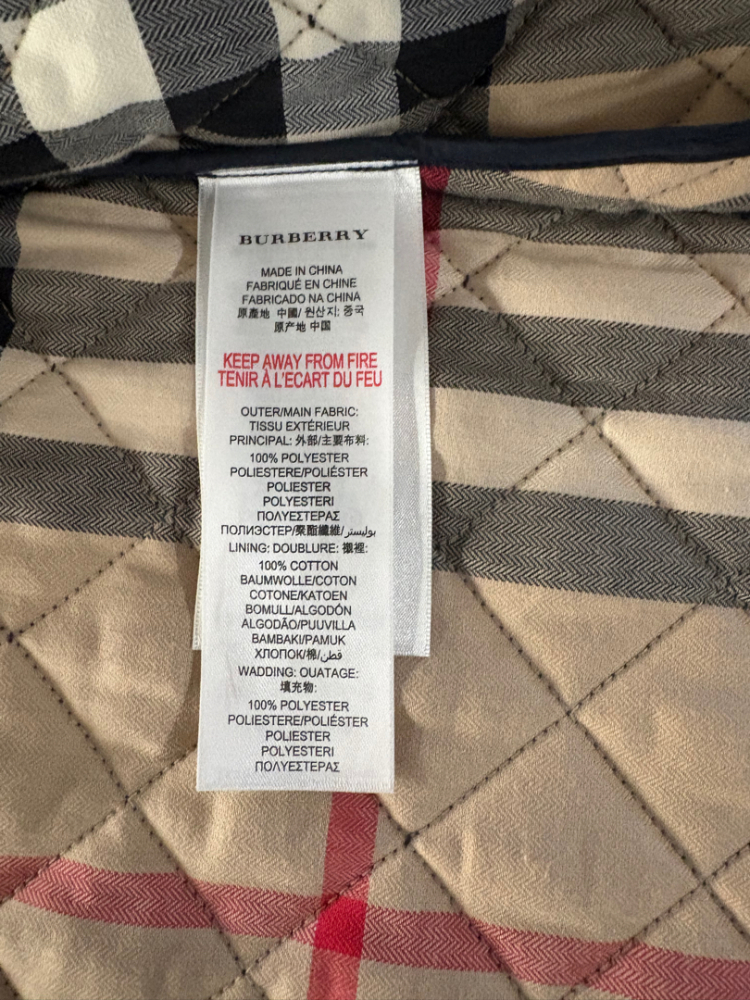 BURBERRY
MADE IN CHINA
FABRIQUÉ EN CHINE
FABRICADO NA CHINA
原產地 中國/ 원산지: 중국
原产地 中国
KEEP AWAY FROM FIRE
TENIR À L'ECART DU FEU
OUTER/MAIN FABRIC:
TISSU EXTÉRIEUR
PRINCIPAL: 外部/主要布料:
100% POLYESTER
POLIESTERE/POLIÉSTER
POLIESTER
POLYESTERI
ΠΟΛΥΕΣΤΕΡΑΣ
ПОЛИЭСТЕР/聚酯纖維/بوليستر
LINING: DOUBLURE: 襯裡:
100% COTTON
BAUMWOLLE/COTON
COTONE/KATOEN
BOMULL/ALGODÓN
ALGODÃO/PUUVILLA
BAMBAKI/PAMUK
ХЛОПОК/棉/قطن
WADDING: OUATAGE:
填充物:
100% POLYESTER
POLIESTERE/POLIÉSTER
POLIESTER
POLYESTERI
ΠΟΛΥΕΣΤΕΡΑΣ